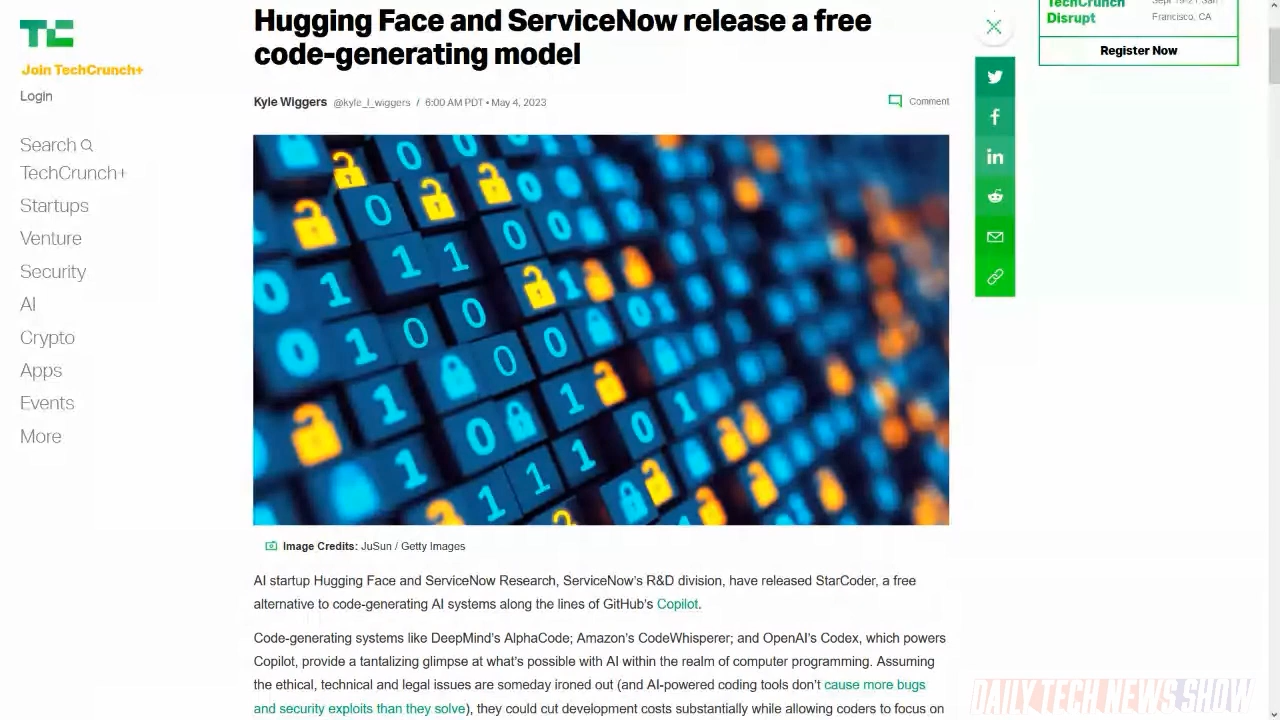 TechCrunch
Disrupt
Sept 19-21 San
Francisco, CA
Register Now
TC
Join TechCrunch+
Login
Search
TechCrunch+
Startups
Venture
Security
AI
Crypto
Apps
Events
More
Hugging Face and ServiceNow release a free
code-generating model
Kyle Wiggers @kyle_l_wiggers / 6:00 AM PDT • May 4, 2023
Comment
Image Credits: JuSun / Getty Images
AI startup Hugging Face and ServiceNow Research, ServiceNow's R&D division, have released StarCoder, a free
alternative to code-generating AI systems along the lines of GitHub's Copilot.
Code-generating systems like DeepMind's AlphaCode; Amazon's CodeWhisperer; and OpenAI's Codex, which powers
Copilot, provide a tantalizing glimpse at what's possible with AI within the realm of computer programming. Assuming
the ethical, technical and legal issues are someday ironed out (and AI-powered coding tools don't cause more bugs
and security exploits than they solve), they could cut development costs substantially while allowing coders to focus on
DAILY TECH NEWS SHOW